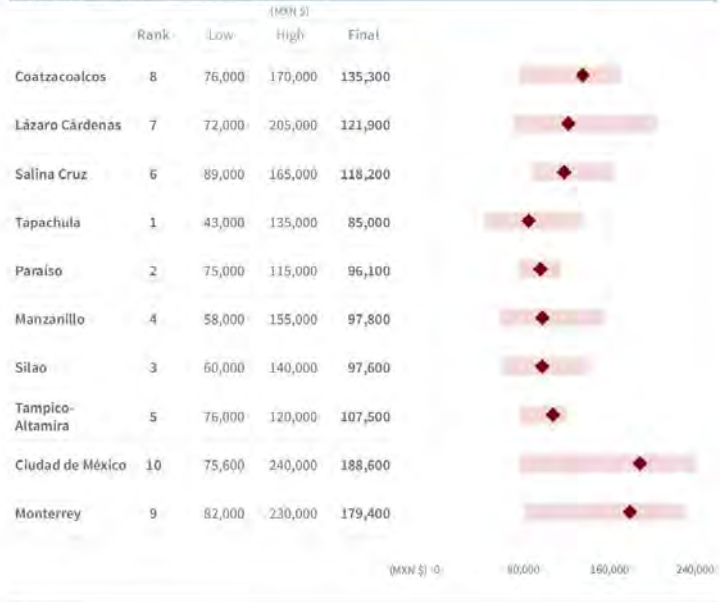 (MXN $)
Rank Low High Final
Coatzacoalcos 8 76,000 170,000 135,300
Lázaro Cárdenas 7 72,000 205,000 121,900
Salina Cruz 6 89,000 165,000 118,200
Tapachula 1 43,000 135,000 85,000
Paraíso 2 75,000 115,000 96,100
Manzanillo 4 58,000 155,000 97,800
Silao 3 60,000 140,000 97,600
Tampico-
Altamira 5 76,000 120,000 107,500
Ciudad de México 10 75,600 240,000 188,600
Monterrey 9 82,000 230,000 179,400
(MXN $) 0 80,000 160,000 240,000